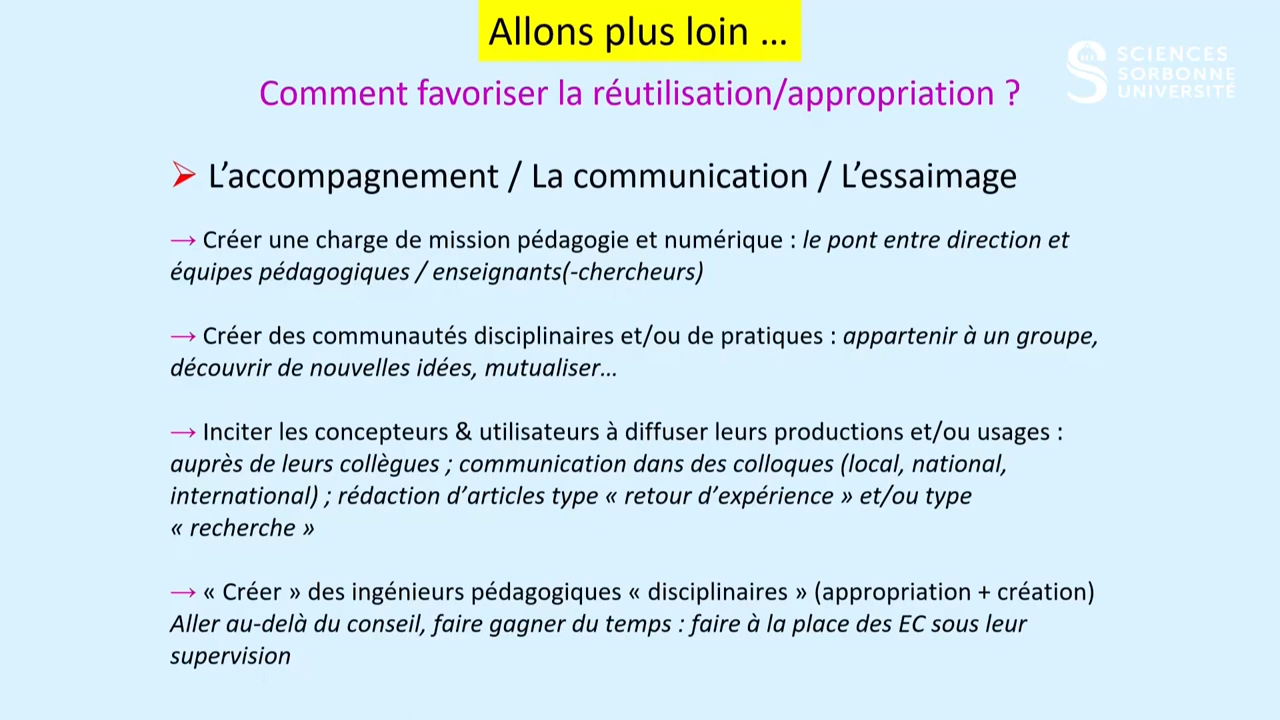 Allons plus loin ...
SCIENCES
SORBONNE
UNIVERSITÉ
Comment favoriser la réutilisation/appropriation ?
➢ L’accompagnement / La communication / L’essaimage
→ Créer une charge de mission pédagogie et numérique : le pont entre direction et
équipes pédagogiques / enseignants(-chercheurs)
→ Créer des communautés disciplinaires et/ou de pratiques : appartenir à un groupe,
découvrir de nouvelles idées, mutualiser…
→ Inciter les concepteurs & utilisateurs à diffuser leurs productions et/ou usages :
auprès de leurs collègues ; communication dans des colloques (local, national,
international) ; rédaction d’articles type « retour d’expérience » et/ou type
« recherche »
→ « Créer » des ingénieurs pédagogiques « disciplinaires » (appropriation + création)
Aller au-delà du conseil, faire gagner du temps : faire à la place des EC sous leur
supervision